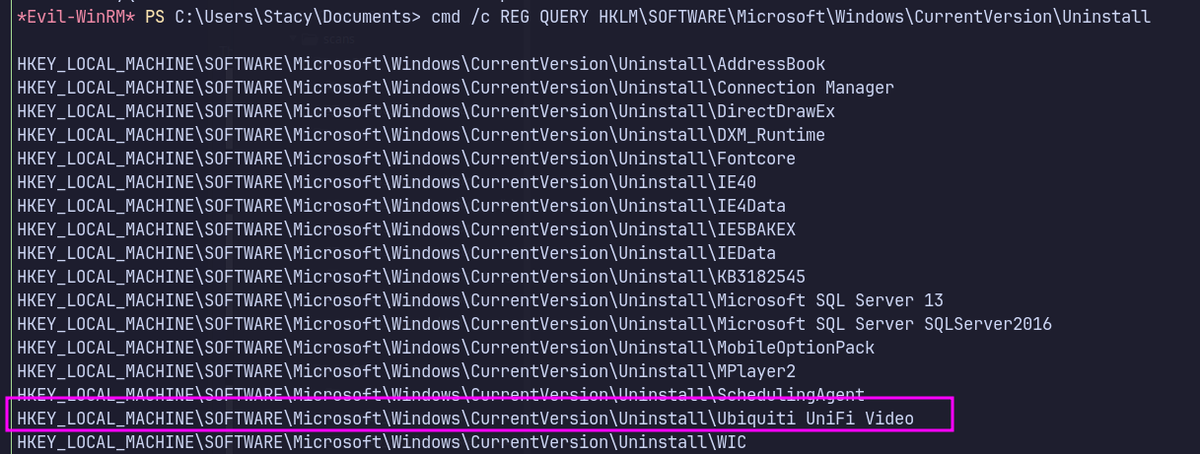 *Evil-WinRM* PS C:\Users\Stacy\Documents> cmd /c REG QUERY HKLM\SOFTWARE\Microsoft\Windows\CurrentVersion\Uninstall
HKEY_LOCAL_MACHINE\SOFTWARE\Microsoft\Windows\CurrentVersion\Uninstall\AddressBook
HKEY_LOCAL_MACHINE\SOFTWARE\Microsoft\Windows\CurrentVersion\Uninstall\Connection Manager
HKEY_LOCAL_MACHINE\SOFTWARE\Microsoft\Windows\CurrentVersion\Uninstall\DirectDrawEx
HKEY_LOCAL_MACHINE\SOFTWARE\Microsoft\Windows\CurrentVersion\Uninstall\DXM_Runtime
HKEY_LOCAL_MACHINE\SOFTWARE\Microsoft\Windows\CurrentVersion\Uninstall\Fontcore
HKEY_LOCAL_MACHINE\SOFTWARE\Microsoft\Windows\CurrentVersion\Uninstall\IE40
HKEY_LOCAL_MACHINE\SOFTWARE\Microsoft\Windows\CurrentVersion\Uninstall\IE4Data
HKEY_LOCAL_MACHINE\SOFTWARE\Microsoft\Windows\CurrentVersion\Uninstall\IE5BAKEX
HKEY_LOCAL_MACHINE\SOFTWARE\Microsoft\Windows\CurrentVersion\Uninstall\IEData
HKEY_LOCAL_MACHINE\SOFTWARE\Microsoft\Windows\CurrentVersion\Uninstall\KB3182545
HKEY_LOCAL_MACHINE\SOFTWARE\Microsoft\Windows\CurrentVersion\Uninstall\Microsoft SQL Server 13
HKEY_LOCAL_MACHINE\SOFTWARE\Microsoft\Windows\CurrentVersion\Uninstall\Microsoft SQL Server SQLServer2016
HKEY_LOCAL_MACHINE\SOFTWARE\Microsoft\Windows\CurrentVersion\Uninstall\MobileOptionPack
HKEY_LOCAL_MACHINE\SOFTWARE\Microsoft\Windows\CurrentVersion\Uninstall\MPlayer2
HKEY_LOCAL_MACHINE\SOFTWARE\Microsoft\Windows\CurrentVersion\Uninstall\SchedulingAgent
HKEY_LOCAL_MACHINE\SOFTWARE\Microsoft\Windows\CurrentVersion\Uninstall\Ubiquiti UniFi Video
HKEY_LOCAL_MACHINE\SOFTWARE\Microsoft\Windows\CurrentVersion\Uninstall\WIC